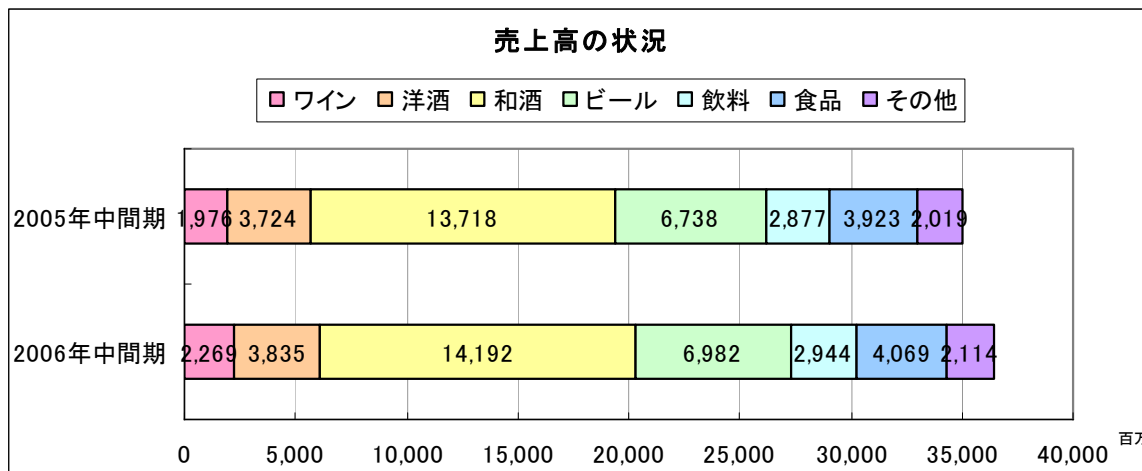 売上高の状況
ワイン 洋酒 和酒 ビール 飲料 食品 その他
2005年中間期 1,976 3,724 13,718 6,738 2,877 3,923 2,019
2006年中間期 2,269 3,835 14,192 6,982 2,944 4,069 2,114
0 5,000 10,000 15,000 20,000 25,000 30,000 35,000 40,000
百万